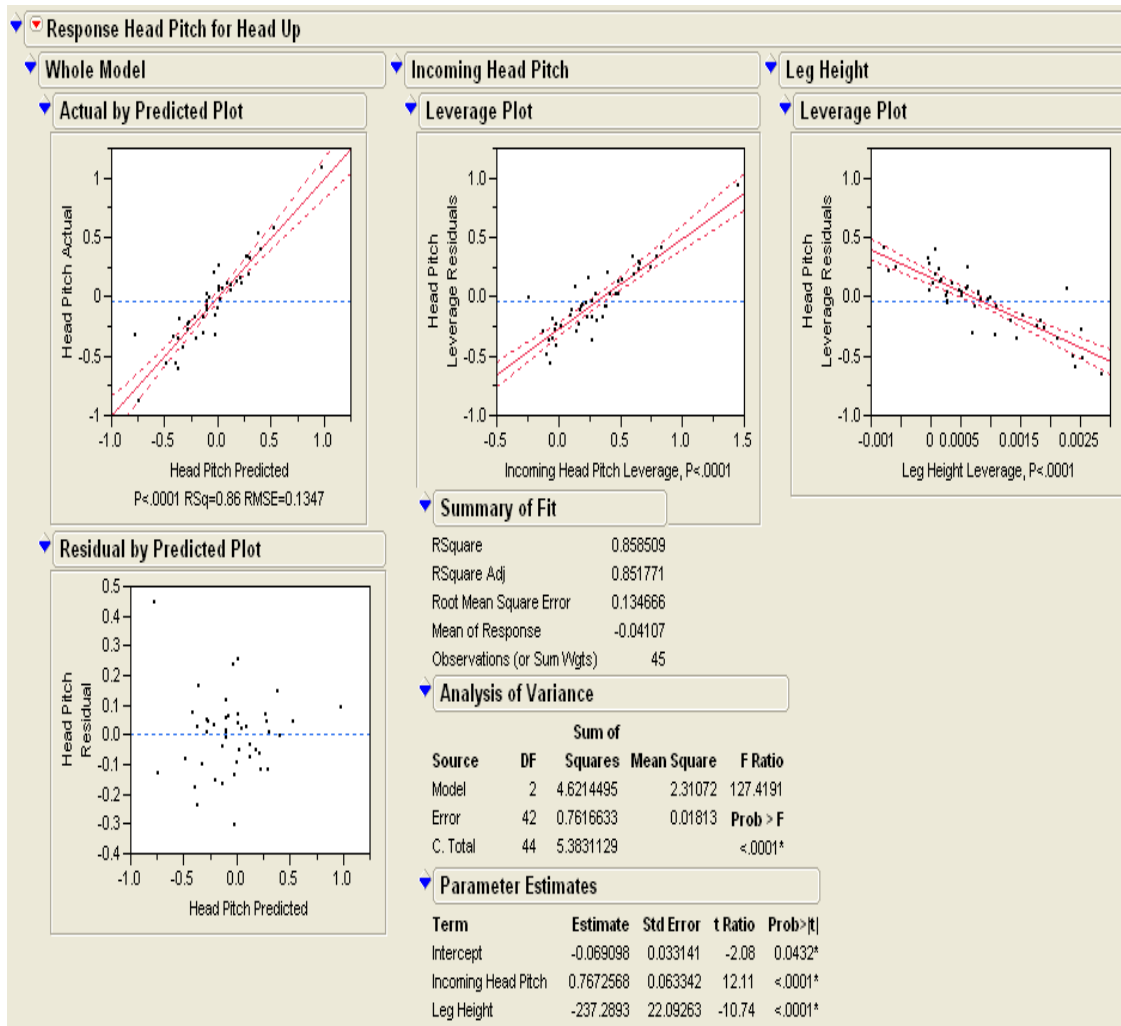 Response Head Pitch for Head Up
Whole Model
Actual by Predicted Plot
Head Pitch Actual
1
0.5
0
-0.5
-1
-1.0 -0.5 0.0 0.5 1.0
Head Pitch Predicted
P<.0001 RSq=0.86 RMSE=0.1347
Residual by Predicted Plot
Head Pitch
Residual
0.5
0.4
0.3
0.2
0.1
0.0
-0.1
-0.2
-0.3
-0.4
-1.0 -0.5 0.0 0.5 1.0
Head Pitch Predicted
Incoming Head Pitch
Leverage Plot
Head Pitch
Leverage Residuals
1.0
0.5
0.0
-0.5
-1.0
-0.5 0.0 0.5 1.0 1.5
Incoming Head Pitch Leverage, P<.0001
Leg Height
Leverage Plot
Head Pitch
Leverage Residuals
1.0
0.5
0.0
-0.5
-1.0
-0.001 0 0.0005 0.0015 0.0025
Leg Height Leverage, P<.0001
Summary of Fit
RSquare 0.858509
RSquare Adj 0.851771
Root Mean Square Error 0.134666
Mean of Response -0.04107
Observations (or Sum Wgts) 45
Analysis of Variance
Sum of
Source DF Squares Mean Square F Ratio
Model 2 4.6214495 2.31072 127.4191
Error 42 0.7616633 0.01813 Prob > F
C. Total 44 5.3831129 <.0001*
Parameter Estimates
Term Estimate Std Error t Ratio Prob>|t|
Intercept -0.069098 0.033141 -2.08 0.0432*
Incoming Head Pitch 0.7672568 0.063342 12.11 <.0001*
Leg Height -237.2893 22.09263 -10.74 <.0001*